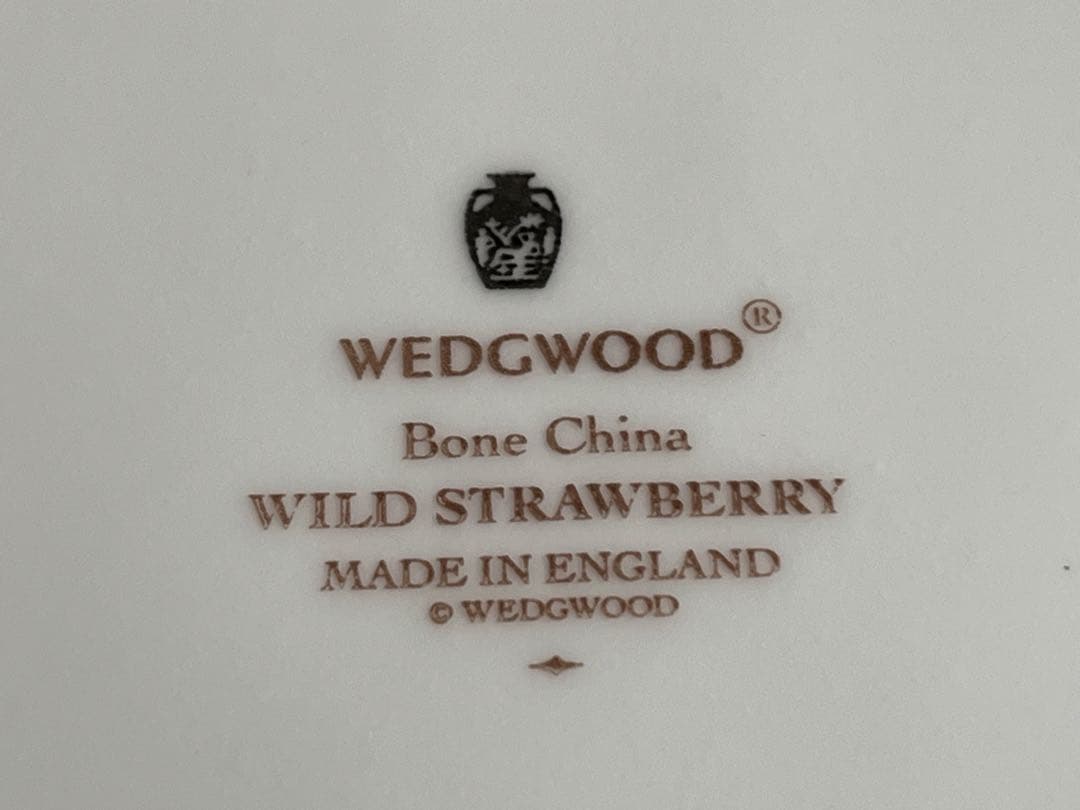 WEDGWOOD®
Bone China
WILD STRAWBERRY
MADE IN ENGLAND
© WEDGWOOD